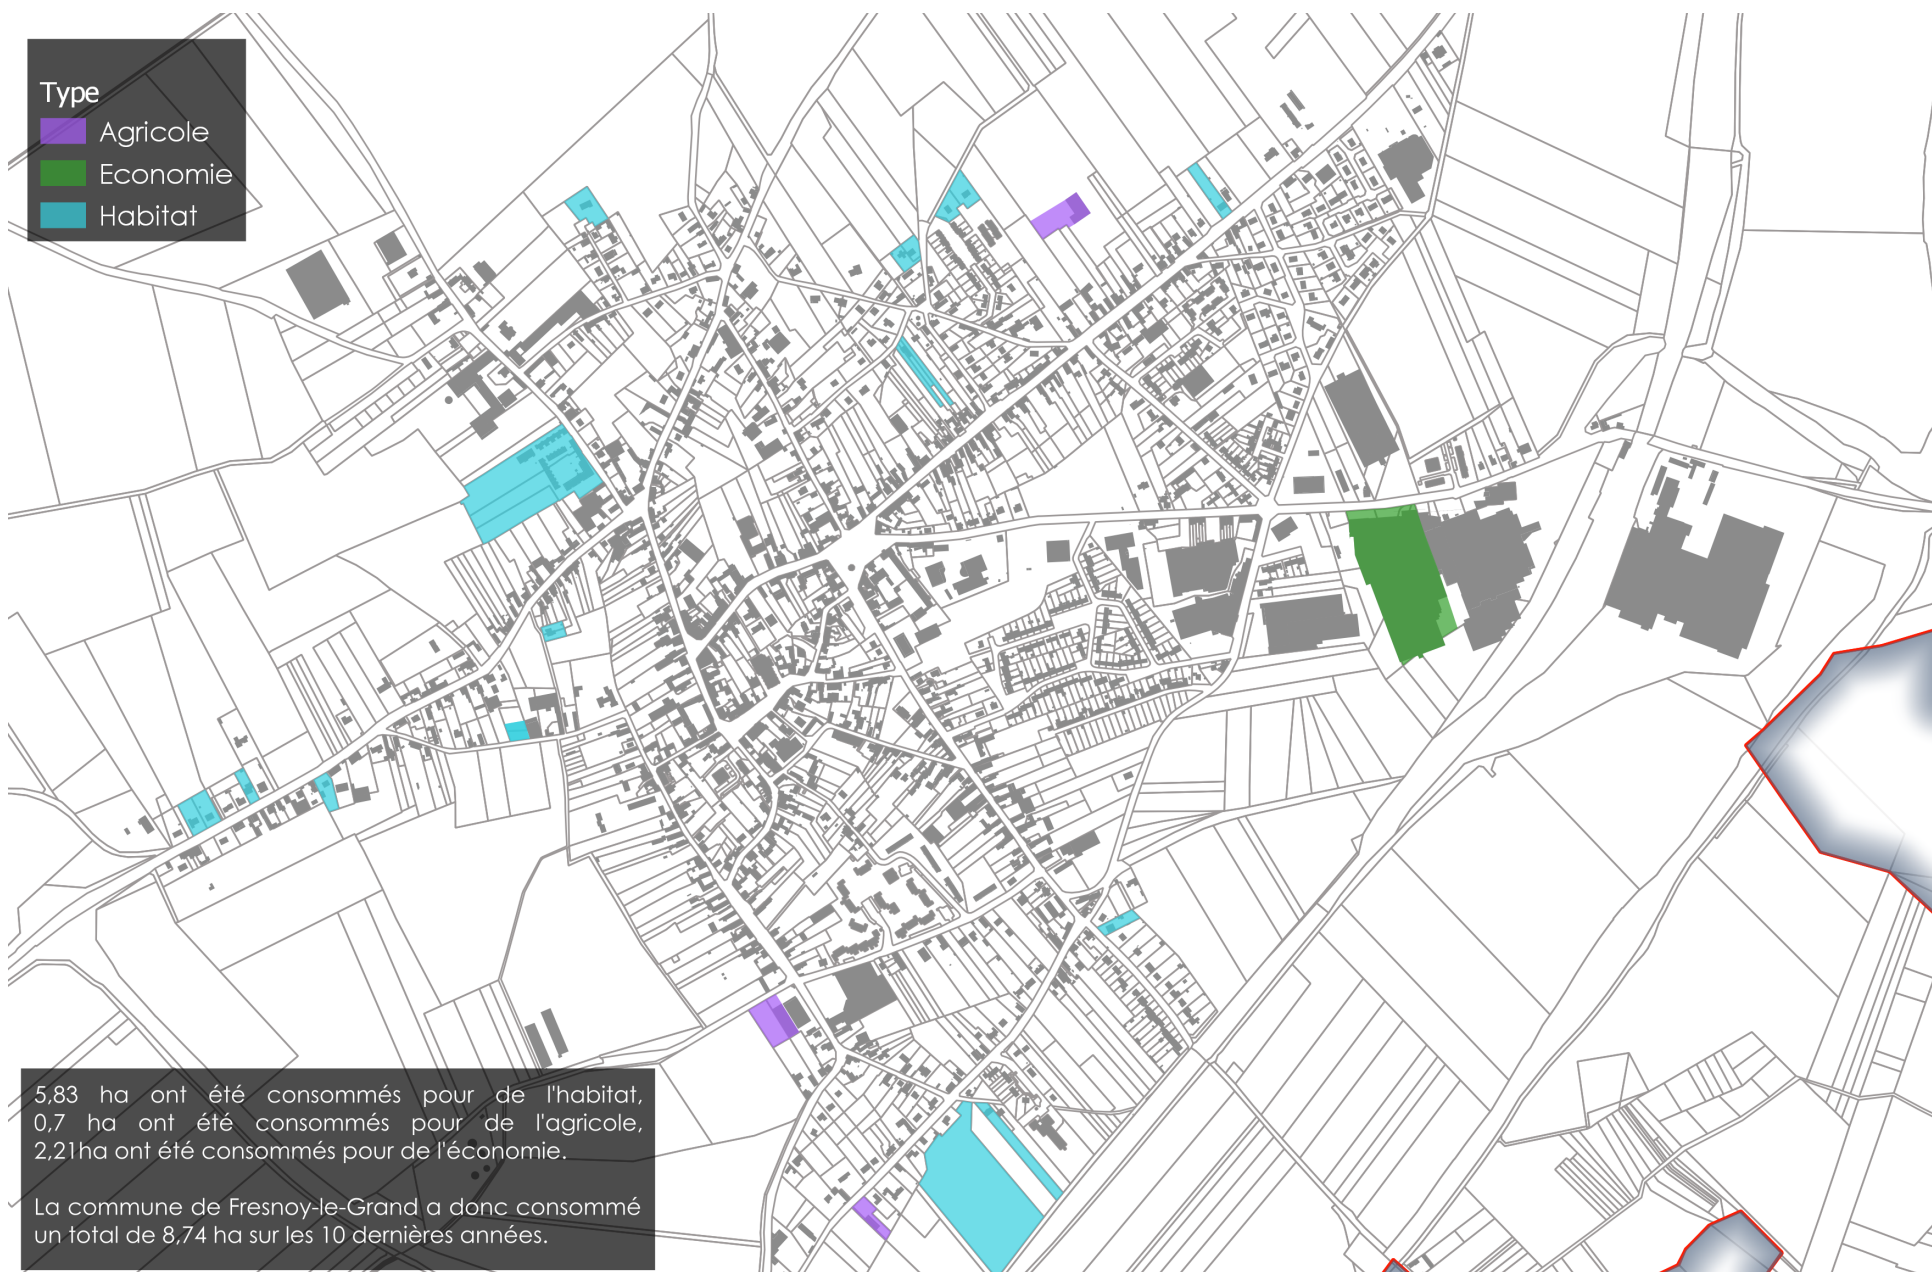 Type
Agricole
Economie
Habitat
5,83 ha ont été consommés pour de l'habitat,
0,7 ha ont été consommés pour de l'agricole,
2,21ha ont été consommés pour de l'économie.
La commune de Fresnoy-le-Grand a donc consommé
un total de 8,74 ha sur les 10 dernières années.